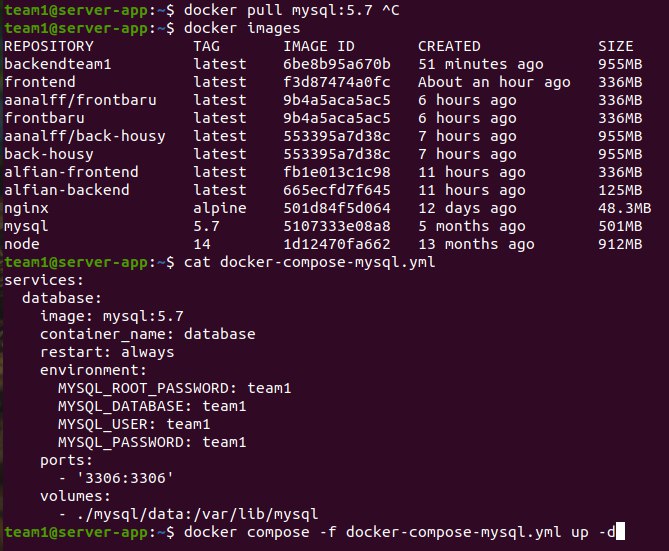 team1@server-app:~$ docker pull mysql:5.7 ^C
team1@server-app:~$ docker images
REPOSITORY TAG IMAGE ID CREATED SIZE
backendteam1 latest 6be8b95a670b 51 minutes ago 955MB
frontend latest f3d87474a0fc About an hour ago 336MB
aanalff/frontbaru latest 9b4a5aca5ac5 6 hours ago 336MB
frontbaru latest 9b4a5aca5ac5 6 hours ago 336MB
aanalff/back-housy latest 553395a7d38c 7 hours ago 955MB
back-housy latest 553395a7d38c 7 hours ago 955MB
alfian-frontend latest fb1e013c1c98 11 hours ago 336MB
alfian-backend latest 665ecfd7f645 11 hours ago 125MB
nginx alpine 501d84f5d064 12 days ago 48.3MB
mysql 5.7 5107333e08a8 5 months ago 501MB
node 14 1d12470fa662 13 months ago 912MB
team1@server-app:~$ cat docker-compose-mysql.yml
services:
  database:
    image: mysql:5.7
    container_name: database
    restart: always
    environment:
      MYSQL_ROOT_PASSWORD: team1
      MYSQL_DATABASE: team1
      MYSQL_USER: team1
      MYSQL_PASSWORD: team1
    ports:
      - '3306:3306'
    volumes:
      - ./mysql/data:/var/lib/mysql
team1@server-app:~$ docker compose -f docker-compose-mysql.yml up -d